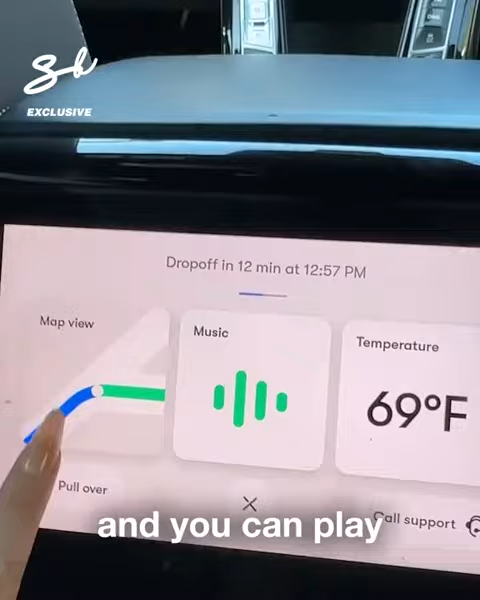 EXCLUSIVE
Dropoff in 12 min at 12:57 PM
Map view
Music
Temperature
69°F
Pull over
Call support
and you can play